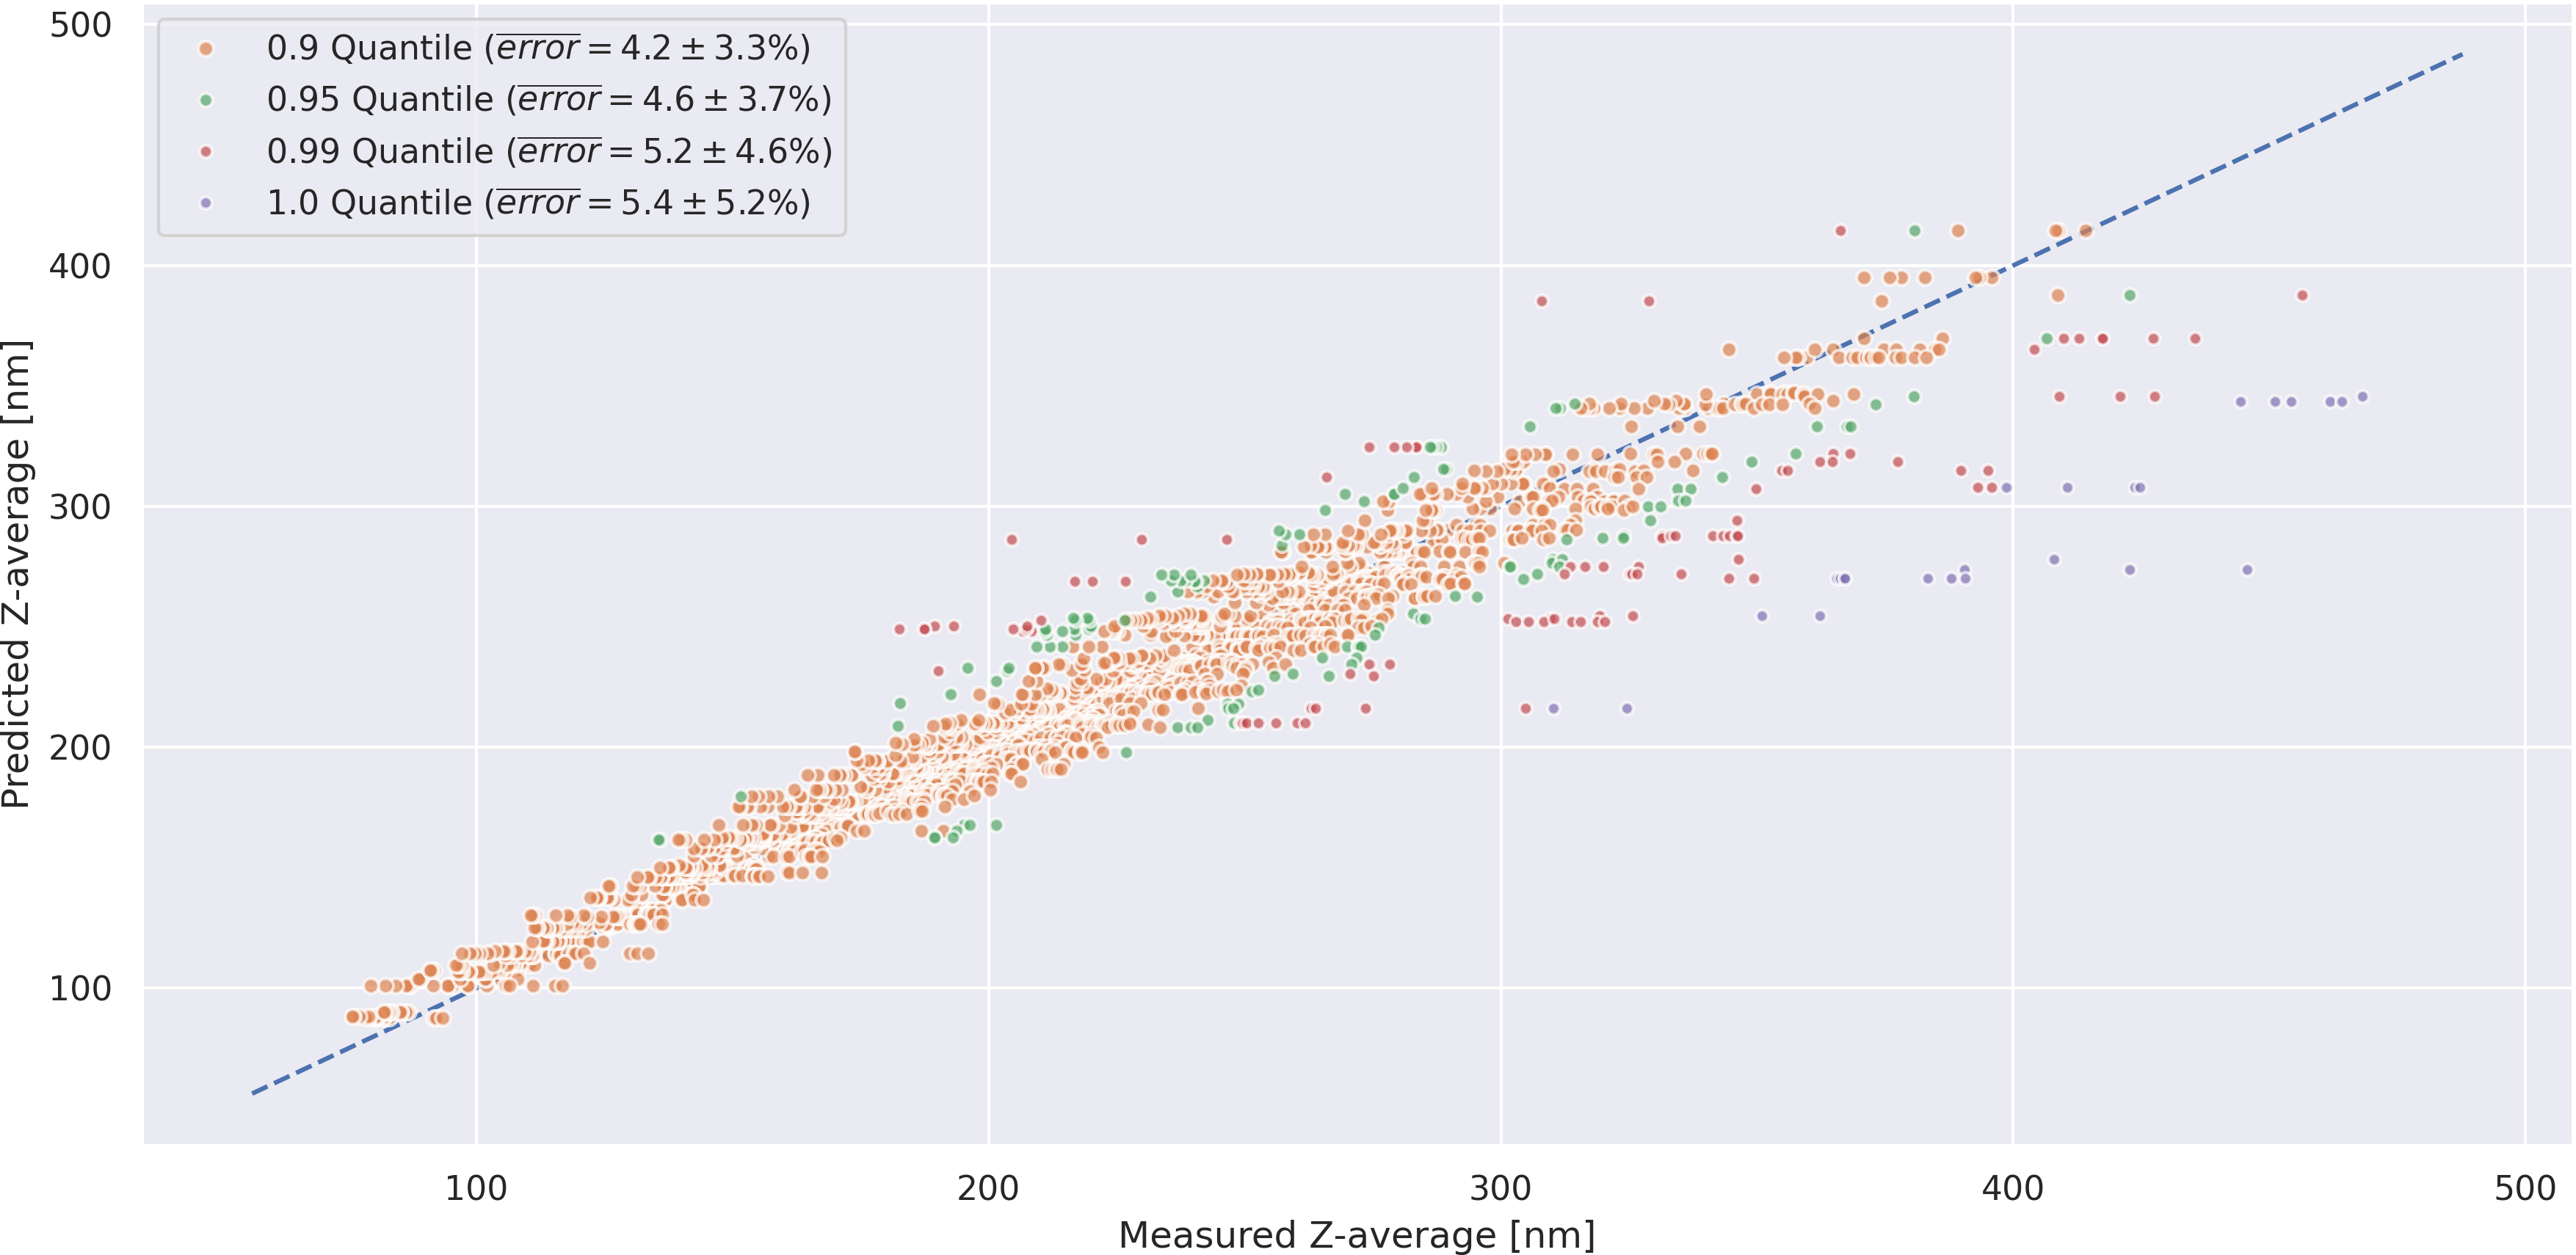 500
400
300
200
100
Predicted Z-average [nm]
0.9 Quantile (error = 4.2 ± 3.3%)
0.95 Quantile (error = 4.6 ± 3.7%)
0.99 Quantile (error = 5.2 ± 4.6%)
1.0 Quantile (error = 5.4 ± 5.2%)
100 200 300 400 500
Measured Z-average [nm]